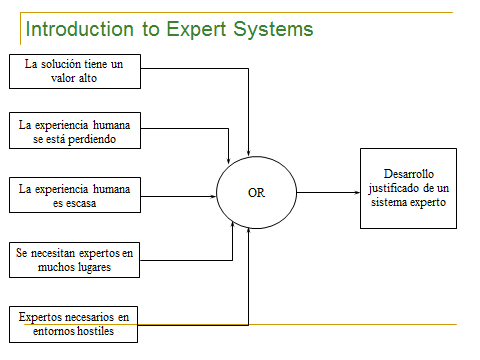 Introduction to Expert Systems
La solución tiene un
valor alto
La experiencia humana
se está perdiendo
La experiencia humana
es escasa
Se necesitan expertos en
muchos lugares
Expertos necesarios en
entornos hostiles
OR
Desarrollo
justificado de un
sistema experto